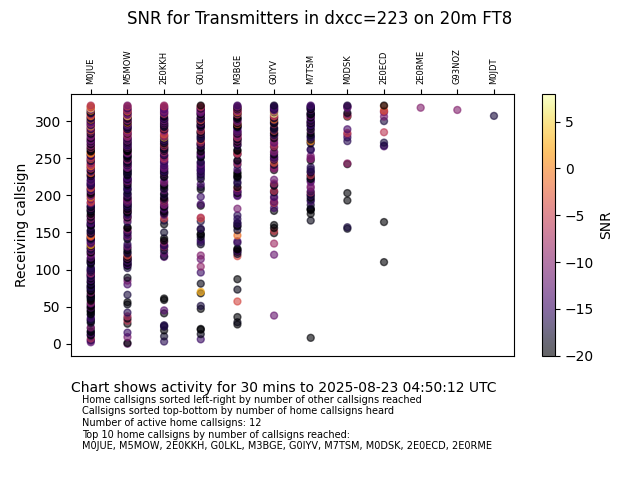 SNR for Transmitters in dxcc=223 on 20m FT8
M0JUE M5MOW 2E0KKH G0LKL M3BGE G0IYV M7TSM M0DSK 2E0ECD 2E0RME G93NOZ M0JDT
300
250
200
150
100
50
0
Receiving callsign
5
0
−5
−10
−15
−20
SNR
Chart shows activity for 30 mins to 2025-08-23 04:50:12 UTC
Home callsigns sorted left-right by number of other callsigns reached
Callsigns sorted top-bottom by number of home callsigns heard
Number of active home callsigns: 12
Top 10 home callsigns by number of callsigns reached:
M0JUE, M5MOW, 2E0KKH, G0LKL, M3BGE, G0IYV, M7TSM, M0DSK, 2E0ECD, 2E0RME